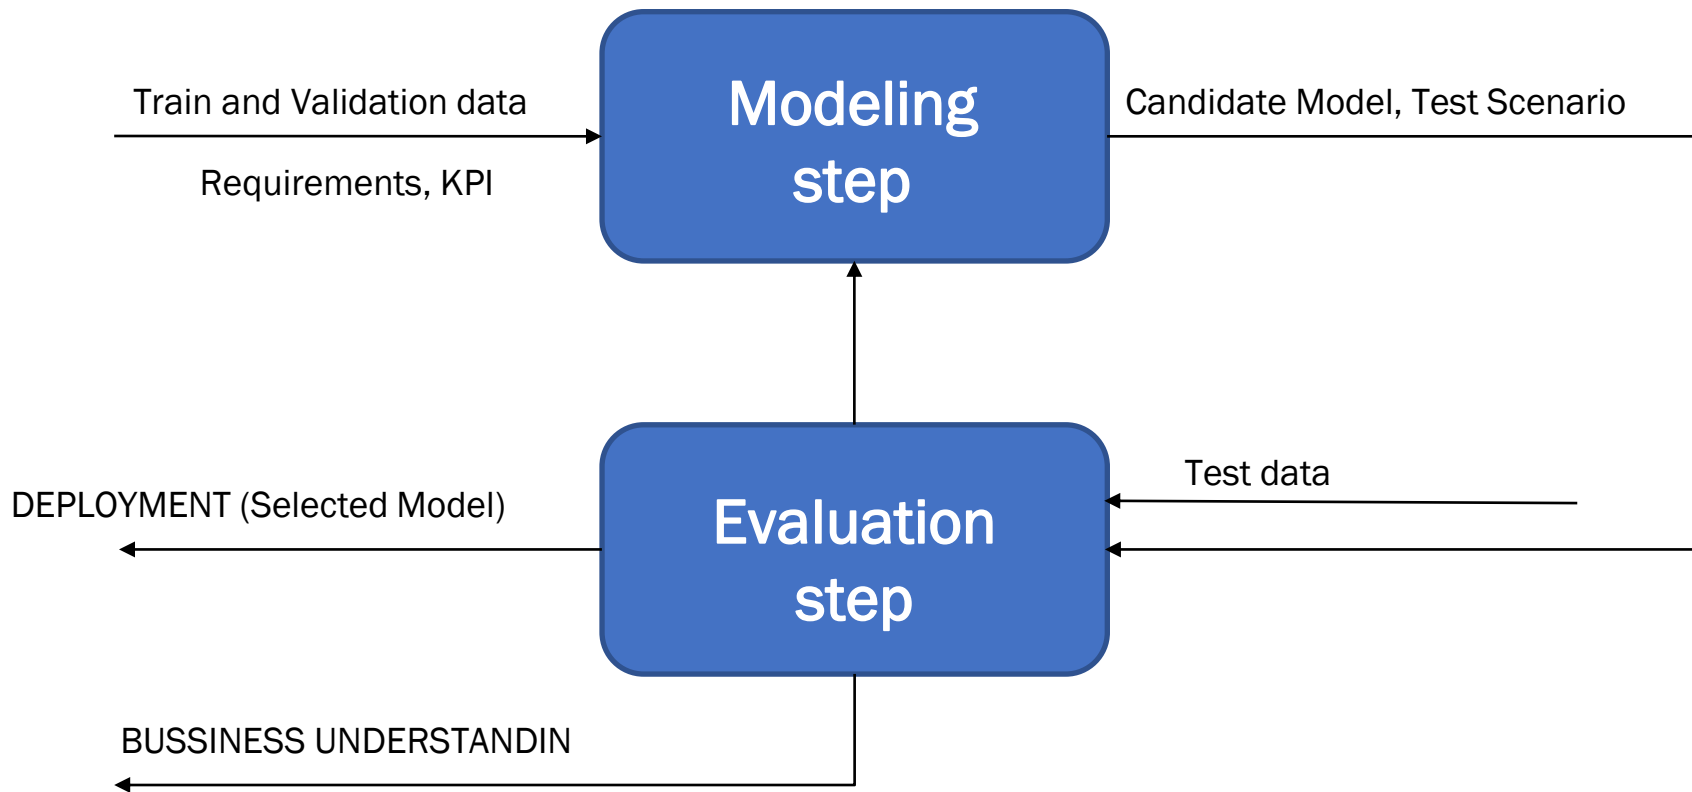 Train and Validation data
Requirements, KPI
Modeling
step
Candidate Model, Test Scenario
DEPLOYMENT (Selected Model)
Evaluation
step
Test data
BUSSINESS UNDERSTANDIN